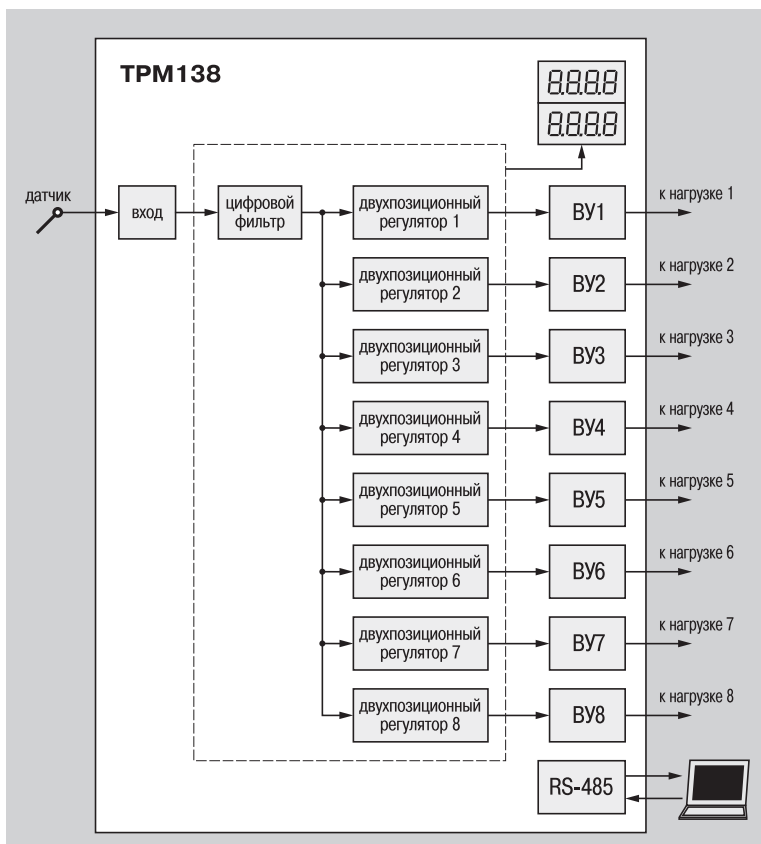 ТРМ138
8.8.8.8
8.8.8.8
датчик
вход
цифровой
фильтр
двухпозиционный
регулятор 1
ВУ1
к нагрузке 1
двухпозиционный
регулятор 2
ВУ2
к нагрузке 2
двухпозиционный
регулятор 3
ВУ3
к нагрузке 3
двухпозиционный
регулятор 4
ВУ4
к нагрузке 4
двухпозиционный
регулятор 5
ВУ5
к нагрузке 5
двухпозиционный
регулятор 6
ВУ6
к нагрузке 6
двухпозиционный
регулятор 7
ВУ7
к нагрузке 7
двухпозиционный
регулятор 8
ВУ8
к нагрузке 8
RS-485